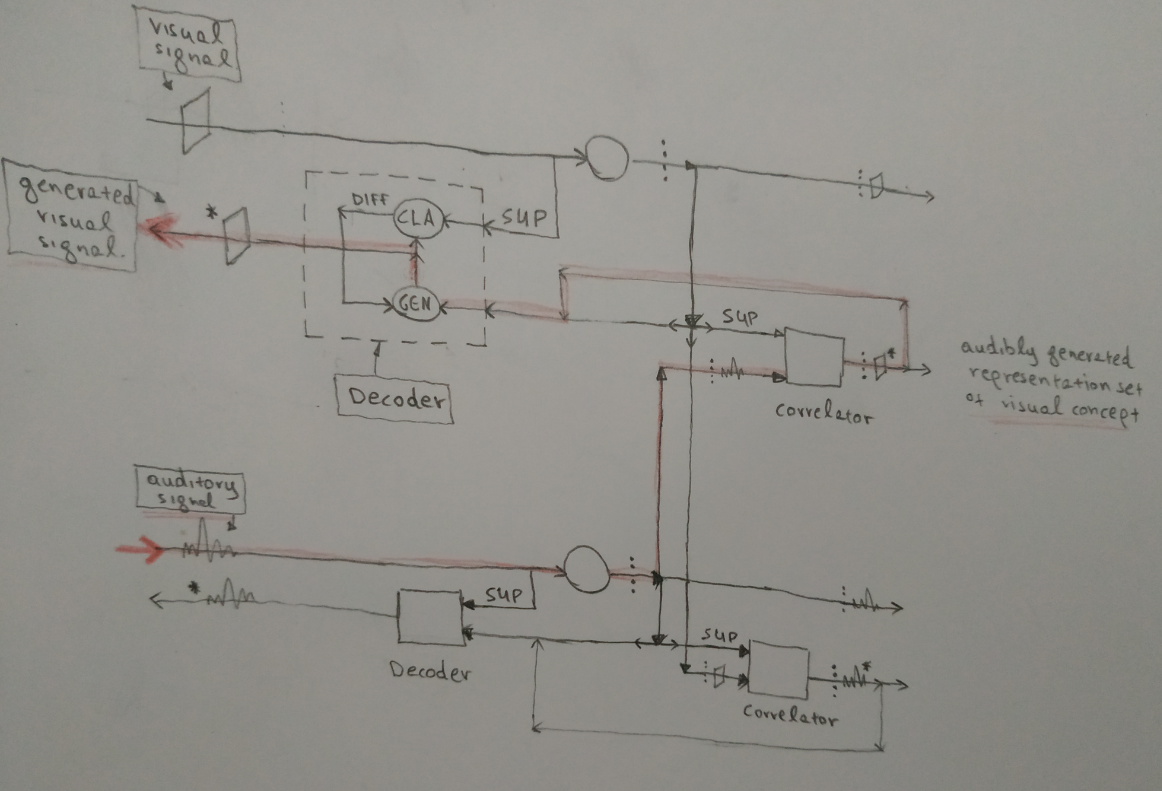 visual
signal
generated
visual
signal.
*
DIFF
CLA
SUP
GEN
Decoder
SUP
*
correlator
audibly generated
representation set
of visual concept
auditory
signal
*
SUP
Decoder
SUP
*
correlator